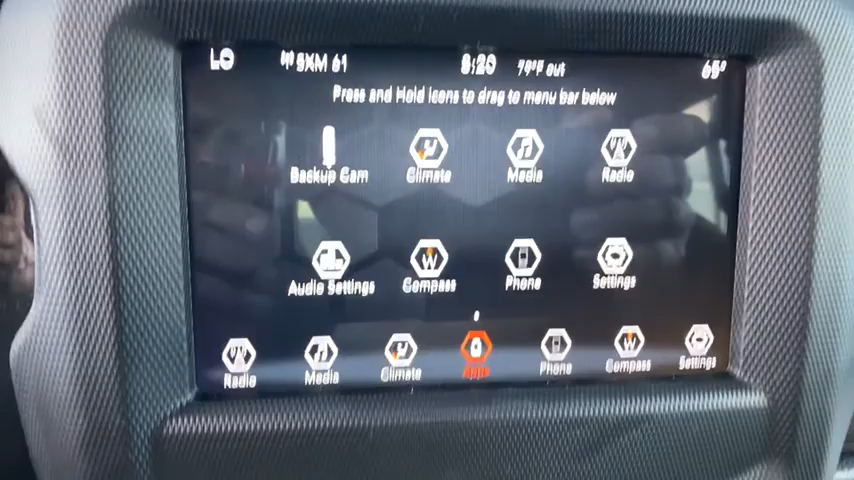 LO SXM 61 8:20 79°F out 65°
Press and Hold Icons to drag to menu bar below
Backup Cam Climate Media Radio
Audio Settings Compass Phone Settings
Radio Media Climate Apps Phone Compass Settings